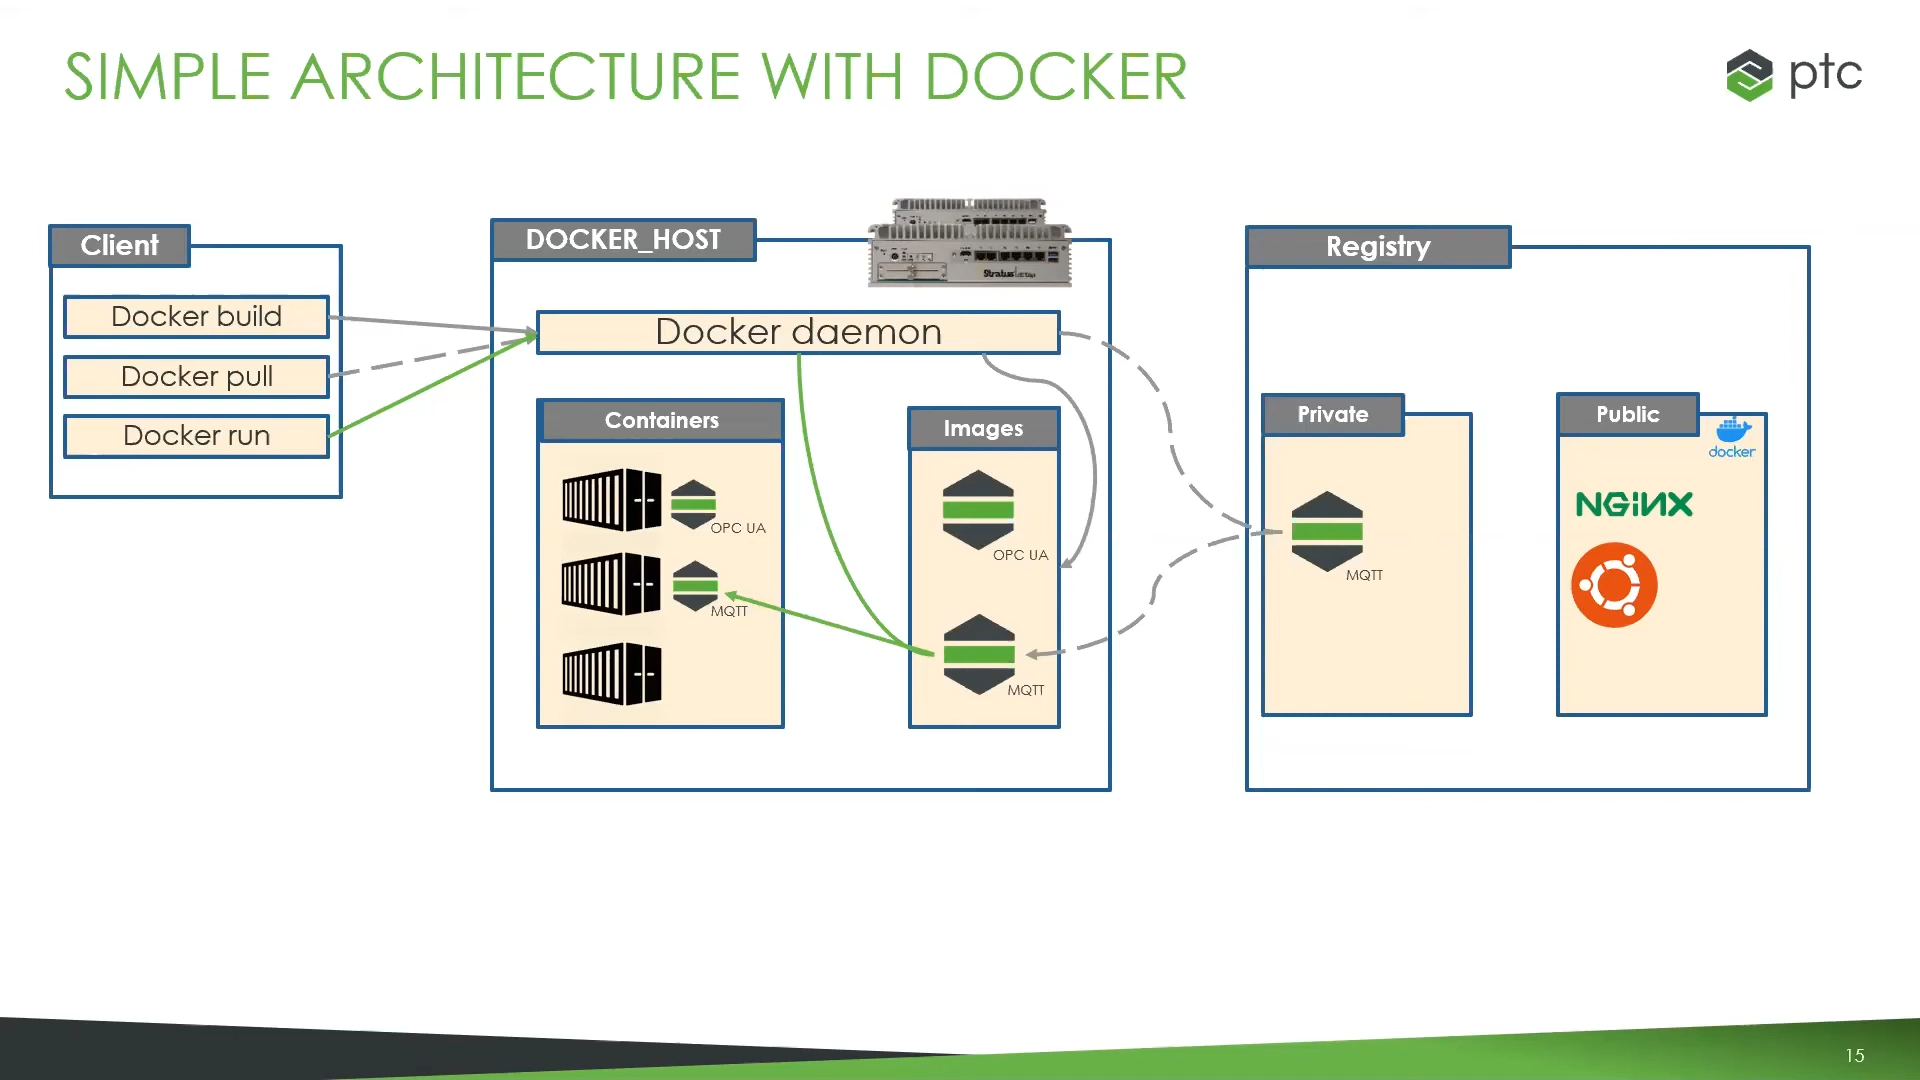 SIMPLE ARCHITECTURE WITH DOCKER
ptc
Client
Docker build
Docker pull
Docker run
DOCKER_HOST
Stratus
Docker daemon
Containers
OPC UA
MQTT
Images
OPC UA
MQTT
Registry
Private
MQTT
Public
docker
NGINX
15